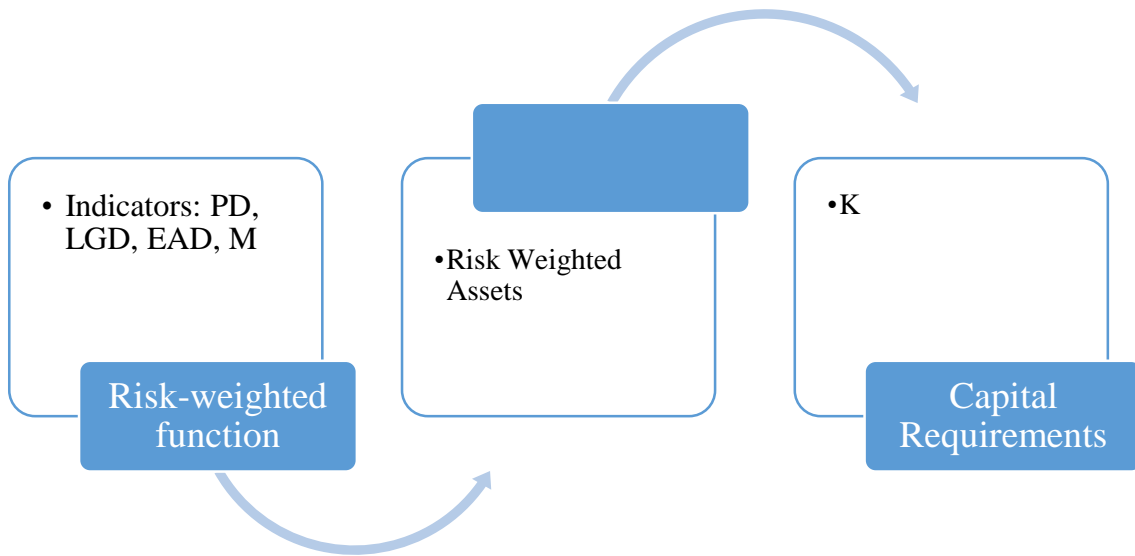 • Indicators: PD,
LGD, EAD, M
Risk-weighted
function
•Risk Weighted
Assets
•K
Capital
Requirements